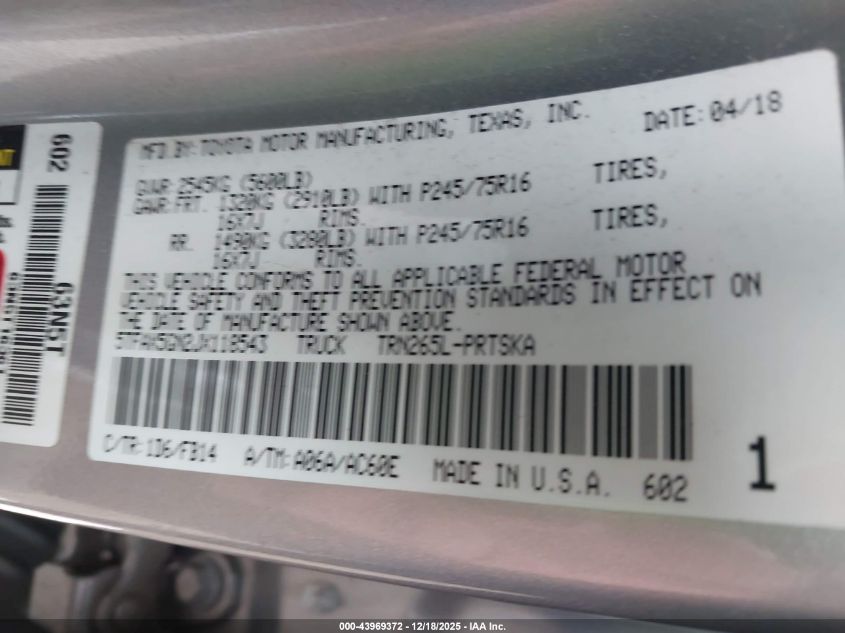 MFD.BY:TOYOTA MOTOR MANUFACTURING, TEXAS, INC. DATE:04/18
GVWR:2545KG (5600LB)
GAWR:FRT. 1320KG (2910LB) WITH P245/75R16 TIRES,
16X7J RIMS.
RR. 1490KG (3280LB) WITH P245/75R16 TIRES,
16X7J RIMS.
THIS VEHICLE CONFORMS TO ALL APPLICABLE FEDERAL MOTOR
VEHICLE SAFETY AND THEFT PREVENTION STANDARDS IN EFFECT ON
THE DATE OF MANUFACTURE SHOWN ABOVE.
5TFAX5GN2JX118543 TRUCK TRN265L-PRTSKA
C/TR:1D6/FB14 A/TM:A06A/AC60E MADE IN U.S.A. 602
1
602
G3N5T
000-43969372 - 12/18/2025 - IAA Inc.